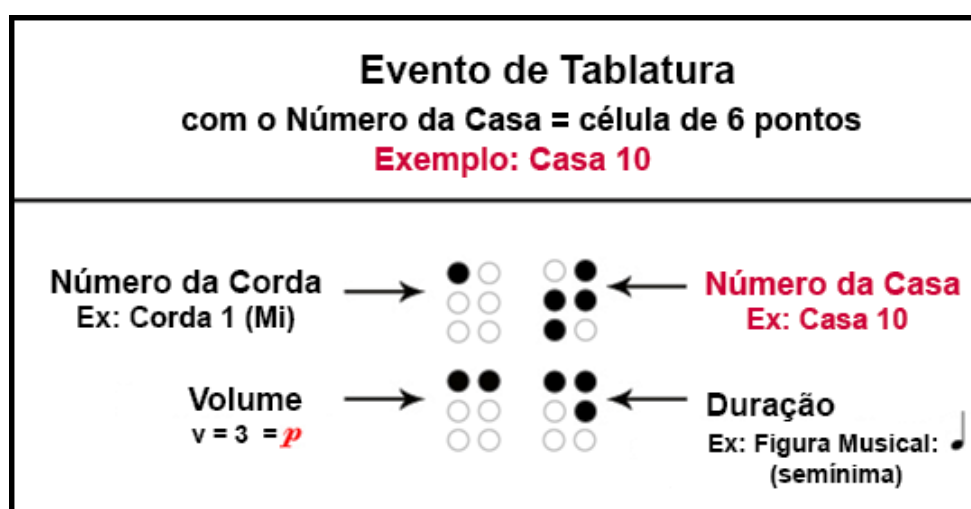 Evento de Tablatura
com o Número da Casa = célula de 6 pontos
Exemplo: Casa 10
Número da Corda
Ex: Corda 1 (Mi)
Número da Casa
Ex: Casa 10
Volume
v = 3 = p
Duração
Ex: Figura Musical: ♩
(semínima)